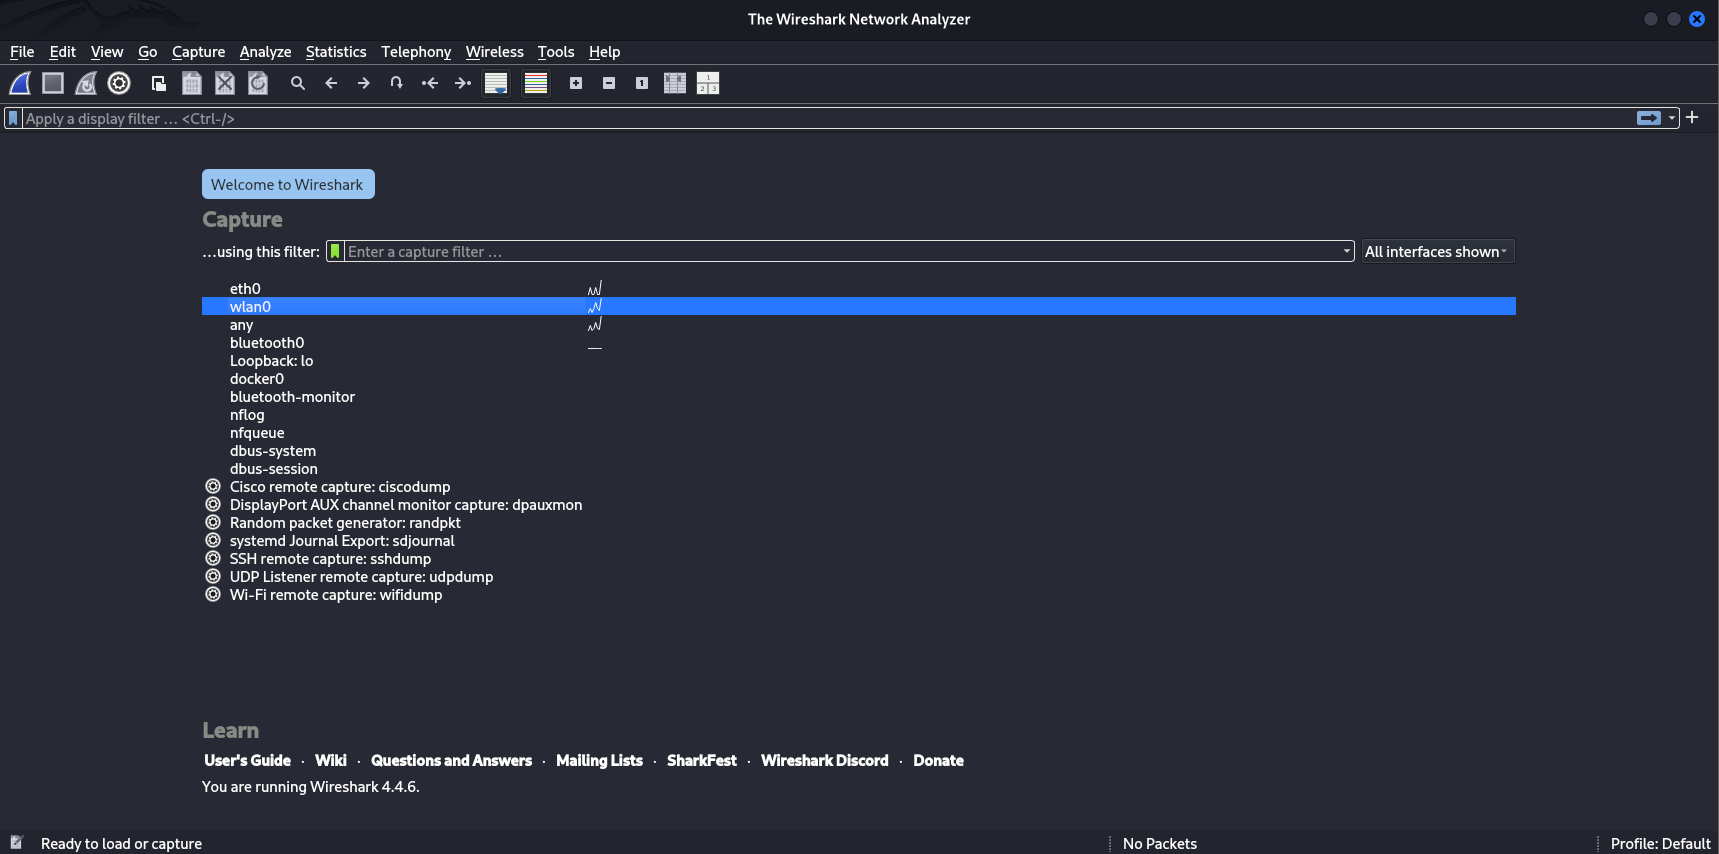 The Wireshark Network Analyzer
File Edit View Go Capture Analyze Statistics Telephony Wireless Tools Help
1
1
2 3
Apply a display filter … <Ctrl-/>
Welcome to Wireshark
Capture
…using this filter: Enter a capture filter … All interfaces shown
eth0
wlan0
any
bluetooth0
Loopback: lo
docker0
bluetooth-monitor
nflog
nfqueue
dbus-system
dbus-session
Cisco remote capture: ciscodump
DisplayPort AUX channel monitor capture: dpauxmon
Random packet generator: randpkt
systemd Journal Export: sdjournal
SSH remote capture: sshdump
UDP Listener remote capture: udpdump
Wi-Fi remote capture: wifidump
Learn
User's Guide · Wiki · Questions and Answers · Mailing Lists · SharkFest · Wireshark Discord · Donate
You are running Wireshark 4.4.6.
Ready to load or capture No Packets Profile: Default